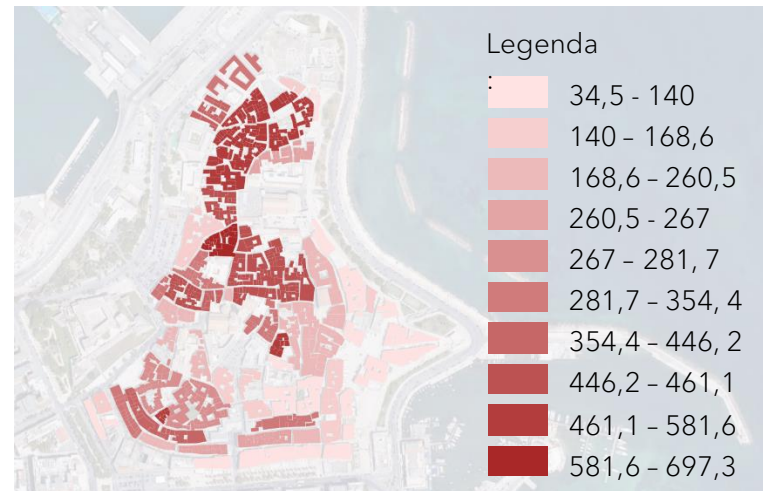 Legenda
:
34,5 - 140
140 – 168,6
168,6 – 260,5
260,5 - 267
267 – 281, 7
281,7 – 354, 4
354,4 – 446, 2
446,2 – 461,1
461,1 – 581,6
581,6 – 697,3